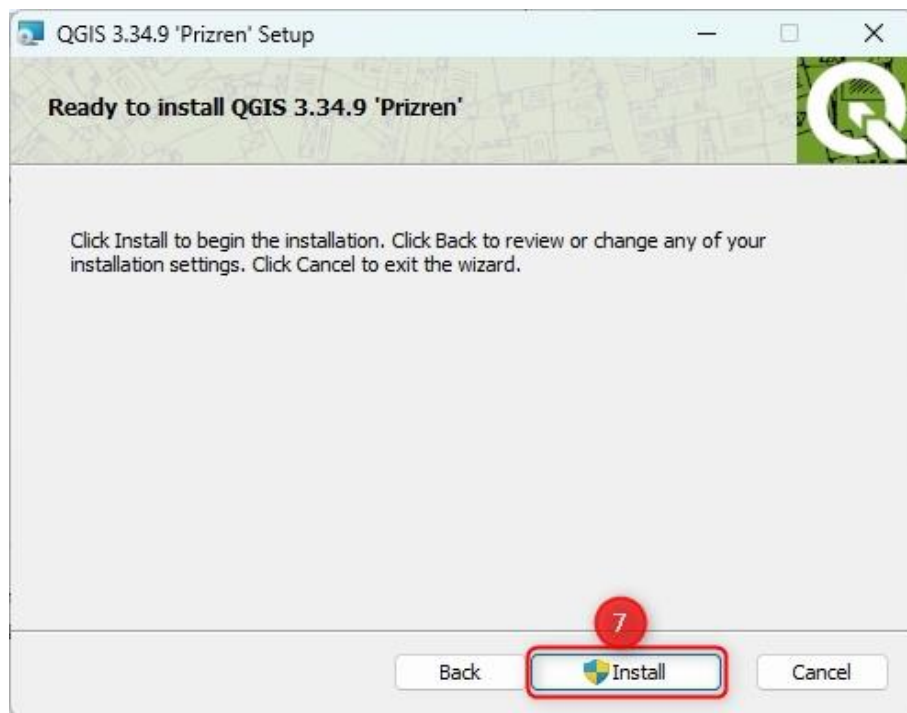 QGIS 3.34.9 'Prizren' Setup
Ready to install QGIS 3.34.9 'Prizren'
Click Install to begin the installation. Click Back to review or change any of your
installation settings. Click Cancel to exit the wizard.
7
Back Install Cancel